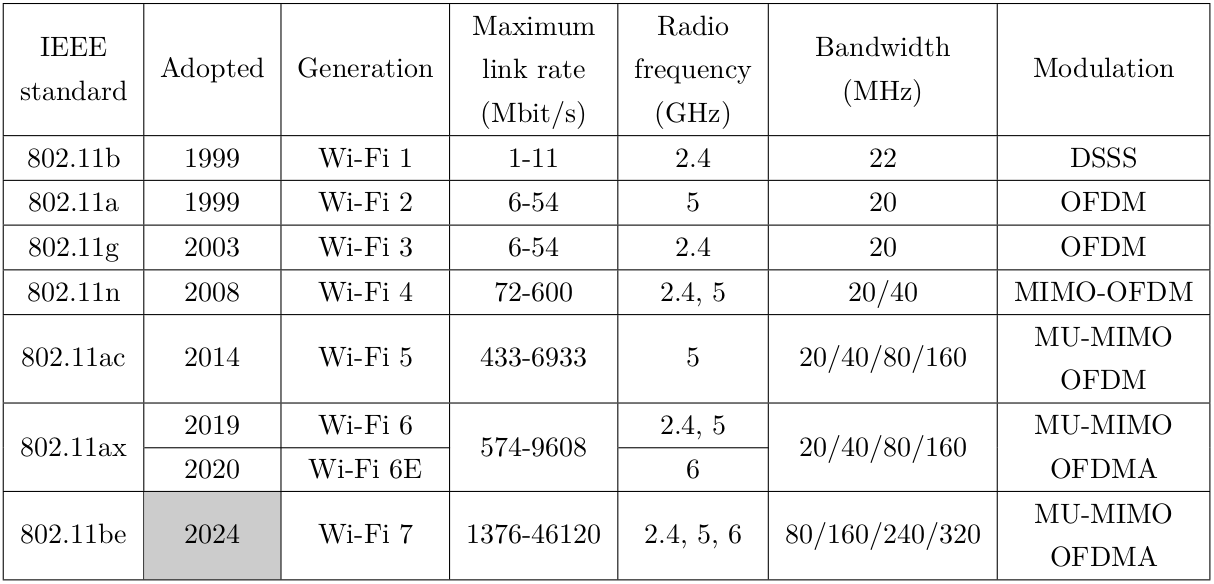 IEEE standard Adopted Generation Maximum link rate (Mbit/s) Radio frequency (GHz) Bandwidth (MHz) Modulation
802.11b 1999 Wi-Fi 1 1-11 2.4 22 DSSS
802.11a 1999 Wi-Fi 2 6-54 5 20 OFDM
802.11g 2003 Wi-Fi 3 6-54 2.4 20 OFDM
802.11n 2008 Wi-Fi 4 72-600 2.4, 5 20/40 MIMO-OFDM
802.11ac 2014 Wi-Fi 5 433-6933 5 20/40/80/160 MU-MIMO OFDM
802.11ax 2019 Wi-Fi 6 574-9608 2.4, 5 20/40/80/160 MU-MIMO OFDMA
2020 Wi-Fi 6E 6
802.11be 2024 Wi-Fi 7 1376-46120 2.4, 5, 6 80/160/240/320 MU-MIMO OFDMA